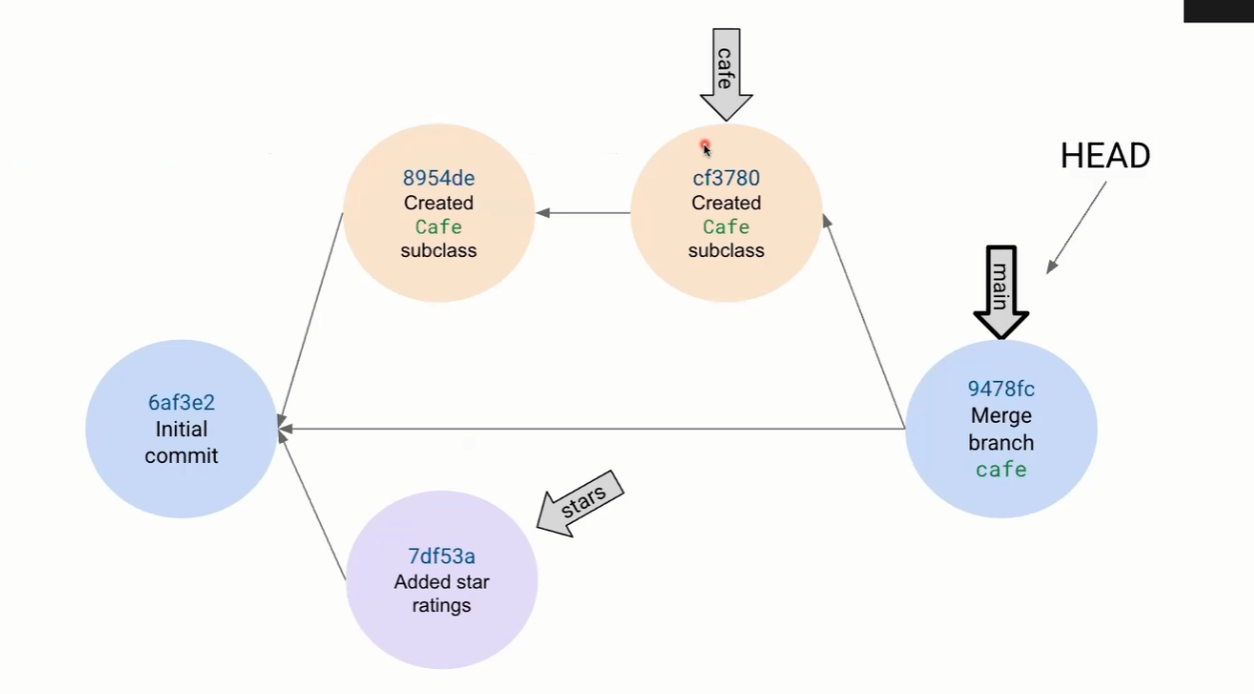 cafe
8954de
Created
Cafe
subclass
cf3780
Created
Cafe
subclass
HEAD
main
6af3e2
Initial
commit
9478fc
Merge
branch
cafe
stars
7df53a
Added star
ratings